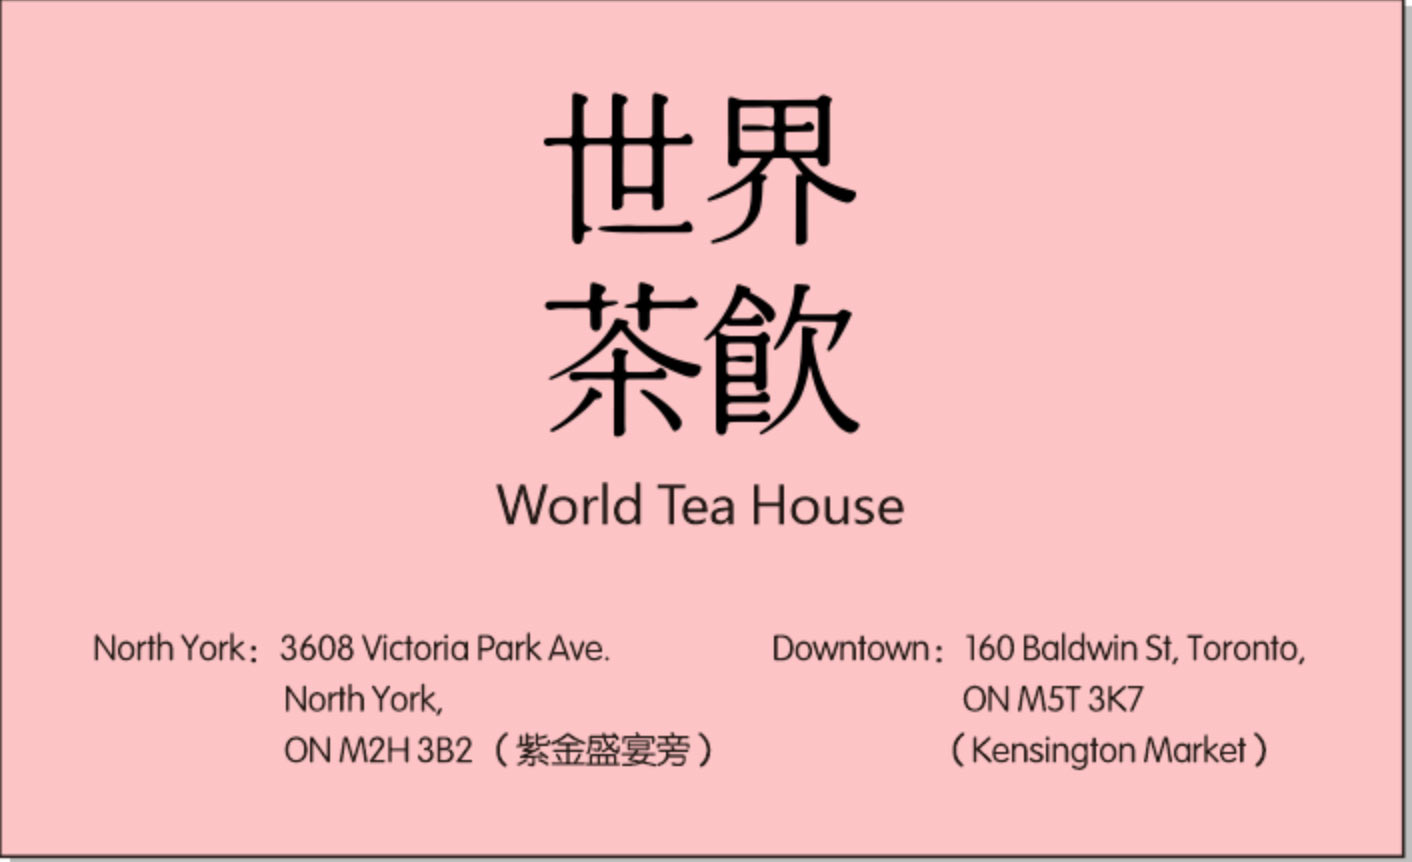 世界
茶飲
World Tea House
North York： 3608 Victoria Park Ave.
North York,
ON M2H 3B2（紫金盛宴旁）
Downtown： 160 Baldwin St, Toronto,
ON M5T 3K7
（Kensington Market）